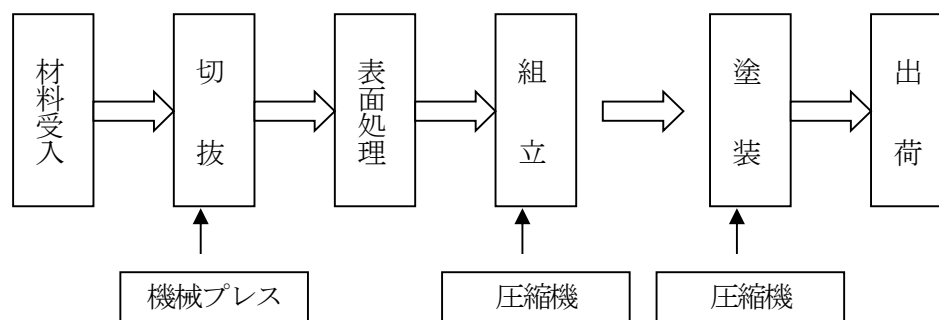 材料受入
切抜
表面処理
組立
塗装
出荷
機械プレス
圧縮機
圧縮機